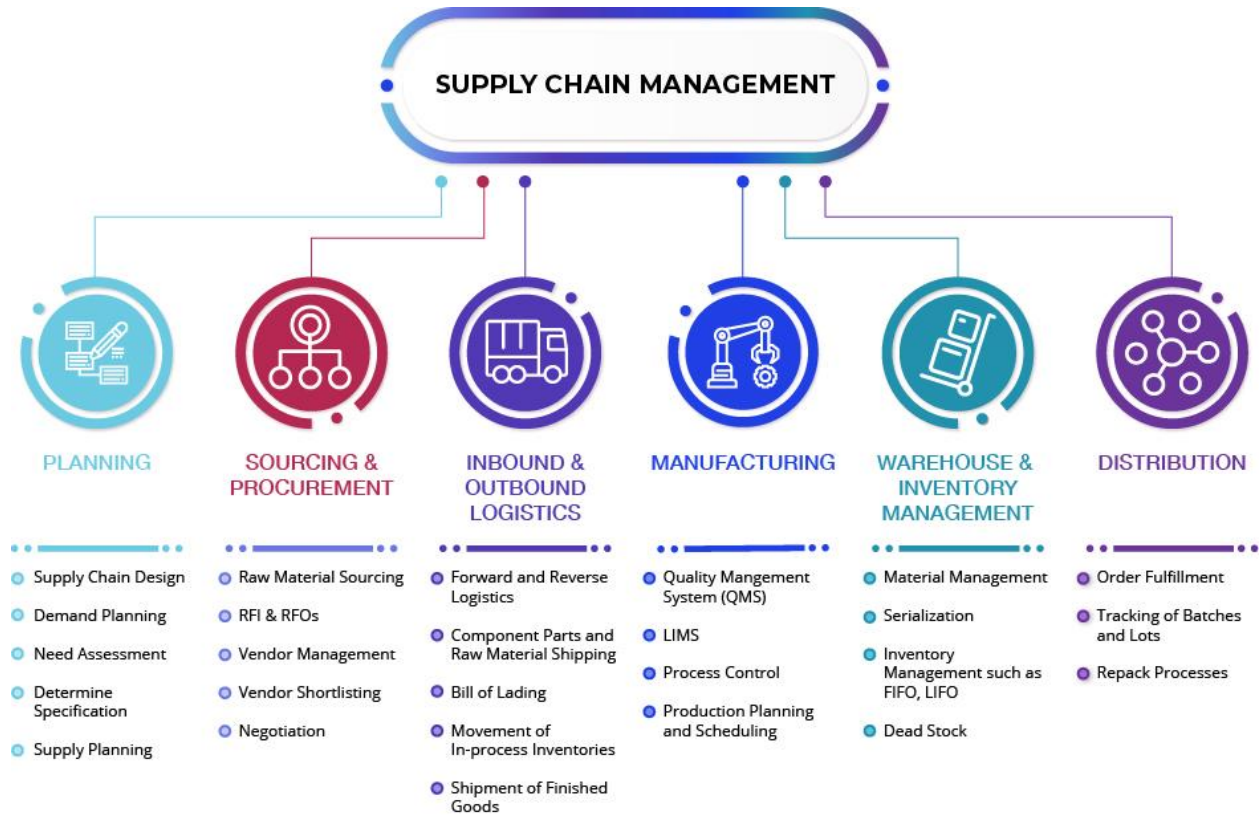 SUPPLY CHAIN MANAGEMENT
PLANNING
Supply Chain Design
Demand Planning
Need Assessment
Determine
Specification
Supply Planning
SOURCING &
PROCUREMENT
Raw Material Sourcing
RFI & RFOs
Vendor Management
Vendor Shortlisting
Negotiation
INBOUND &
OUTBOUND
LOGISTICS
Forward and Reverse
Logistics
Component Parts and
Raw Material Shipping
Bill of Lading
Movement of
In-process Inventories
Shipment of Finished
Goods
MANUFACTURING
Quality Mangement
System (QMS)
LIMS
Process Control
Production Planning
and Scheduling
WAREHOUSE &
INVENTORY
MANAGEMENT
Material Management
Serialization
Inventory
Management such as
FIFO, LIFO
Dead Stock
DISTRIBUTION
Order Fulfillment
Tracking of Batches
and Lots
Repack Processes